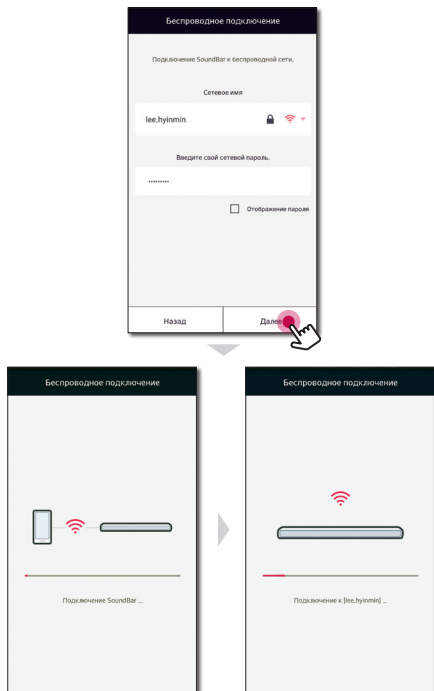 Беспроводное подключение
Подключение SoundBar к беспроводной сети.
Сетевое имя
lee,hyinmin
Введите свой сетевой пароль.
•••••••••
Отображение пароля
Назад
Далее
Беспроводное подключение
Подключение SoundBar ...
Беспроводное подключение
Подключение к [lee,hyinmin] ...